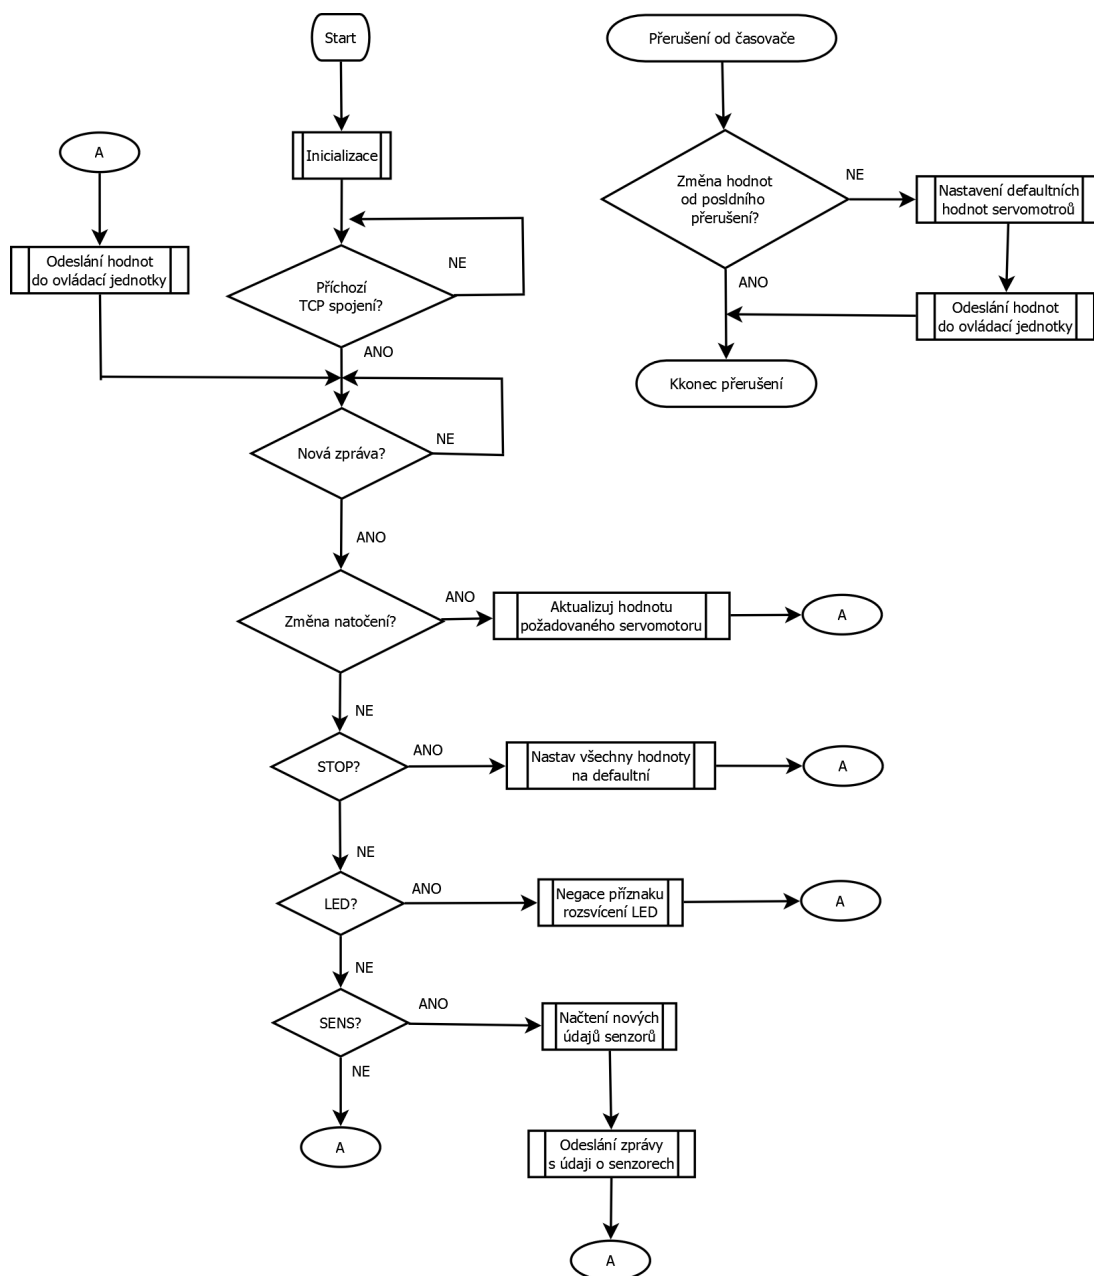 Start
Přerušení od časovače
A
Inicializace
Změna hodnot
od posldního
přerušení?
NE
Nastavení defaultních
hodnot servomotroů
Odeslání hodnot
do ovládací jednotky
NE
Příchozí
TCP spojení?
ANO
ANO
Odeslání hodnot
do ovládací jednotky
Kkonec přerušení
Nová zpráva?
NE
ANO
Změna natočení?
ANO
Aktualizuj hodnotu
požadovaného servomotoru
A
NE
STOP?
ANO
Nastav všechny hodnoty
na defaultní
A
NE
LED?
ANO
Negace příznaku
rozsvícení LED
A
NE
SENS?
ANO
Načtení nových
údajů senzorů
NE
A
Odeslání zprávy
s údaji o senzorech
A